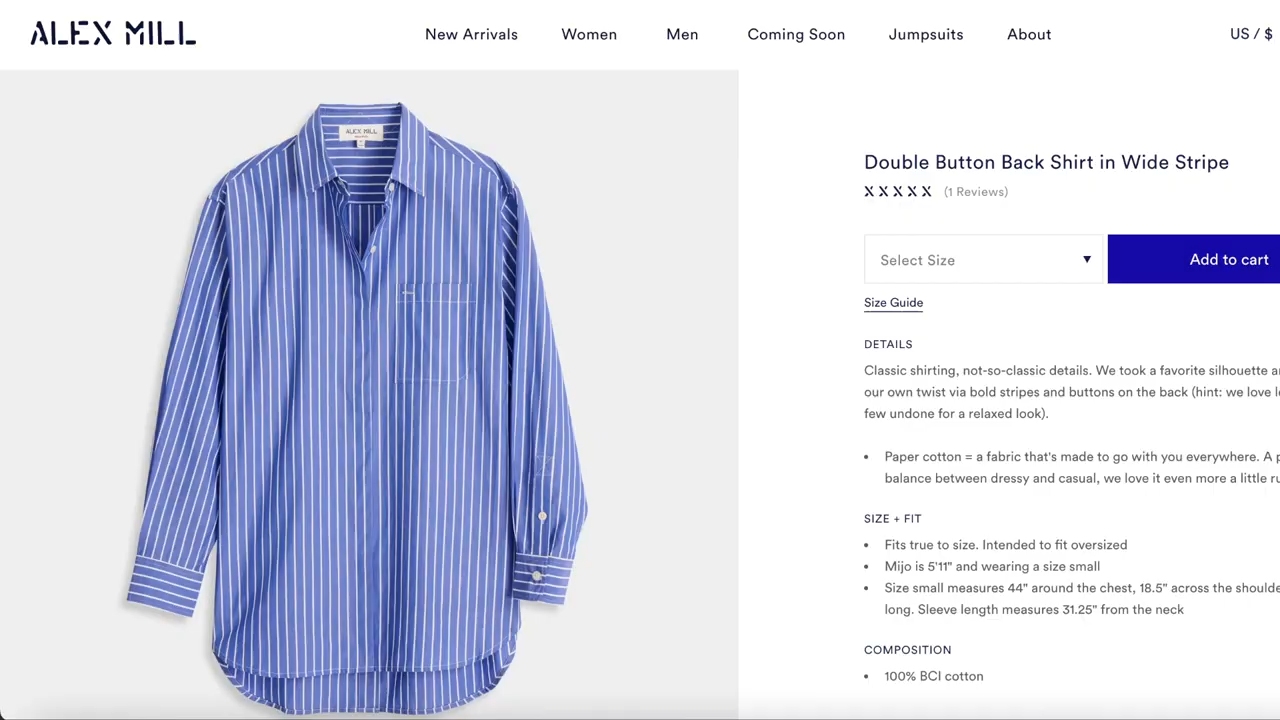 ALEX MILL
New Arrivals
Women
Men
Coming Soon
Jumpsuits
About
US / $
ALEX MILL
Double Button Back Shirt in Wide Stripe
X X X X X (1 Reviews)
Select Size
Add to cart
Size Guide
DETAILS
Classic shirting, not-so-classic details. We took a favorite silhouette
our own twist via bold stripes and buttons on the back (hint: we love
few undone for a relaxed look).
Paper cotton = a fabric that's made to go with you everywhere. A
balance between dressy and casual, we love it even more a little
SIZE + FIT
Fits true to size. Intended to fit oversized
Mijo is 5'11" and wearing a size small
Size small measures 44" around the chest, 18.5" across the
long. Sleeve length measures 31.25" from the neck
COMPOSITION
100% BCI cotton